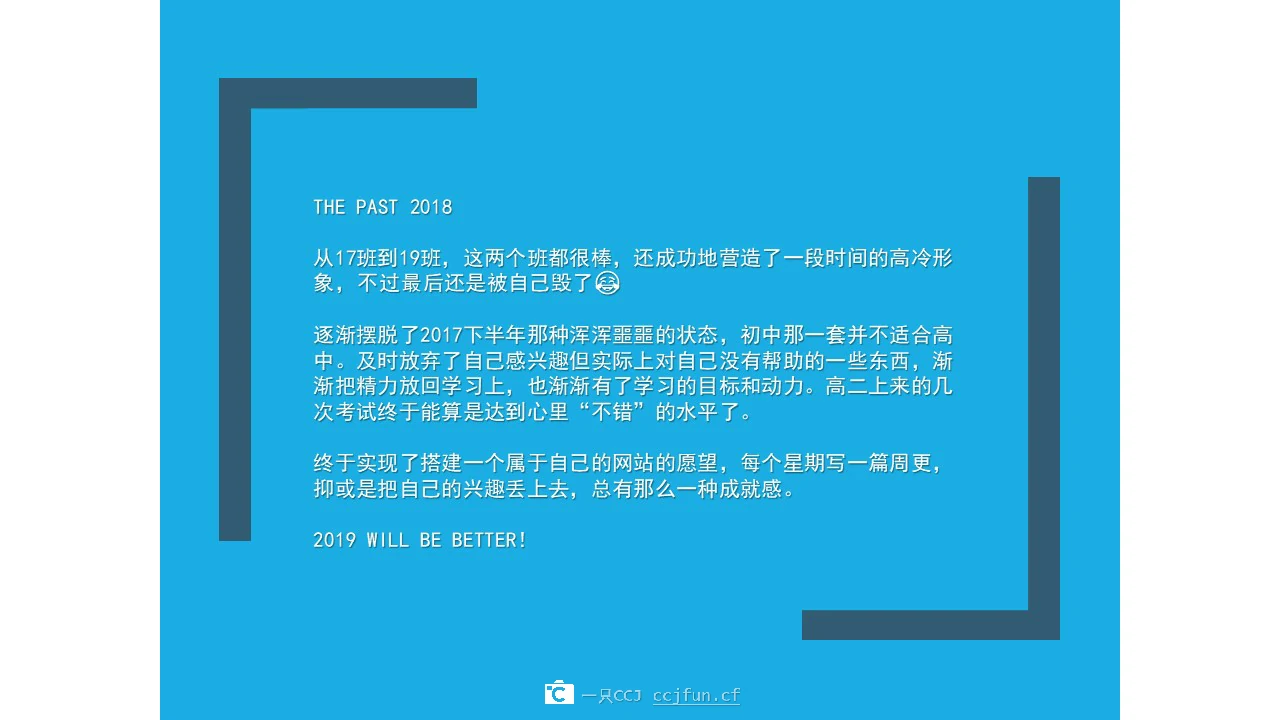 THE PAST 2018
从17班到19班，这两个班都很棒，还成功地营造了一段时间的高冷形
象，不过最后还是被自己毁了😂
逐渐摆脱了2017下半年那种浑浑噩噩的状态，初中那一套并不适合高
中。及时放弃了自己感兴趣但实际上对自己没有帮助的一些东西，渐
渐把精力放回学习上，也渐渐有了学习的目标和动力。高二上来的几
次考试终于能算是达到心里“不错”的水平了。
终于实现了搭建一个属于自己的网站的愿望，每个星期写一篇周更，
抑或是把自己的兴趣丢上去，总有那么一种成就感。
2019 WILL BE BETTER!
一只CCJ ccjfun.cf